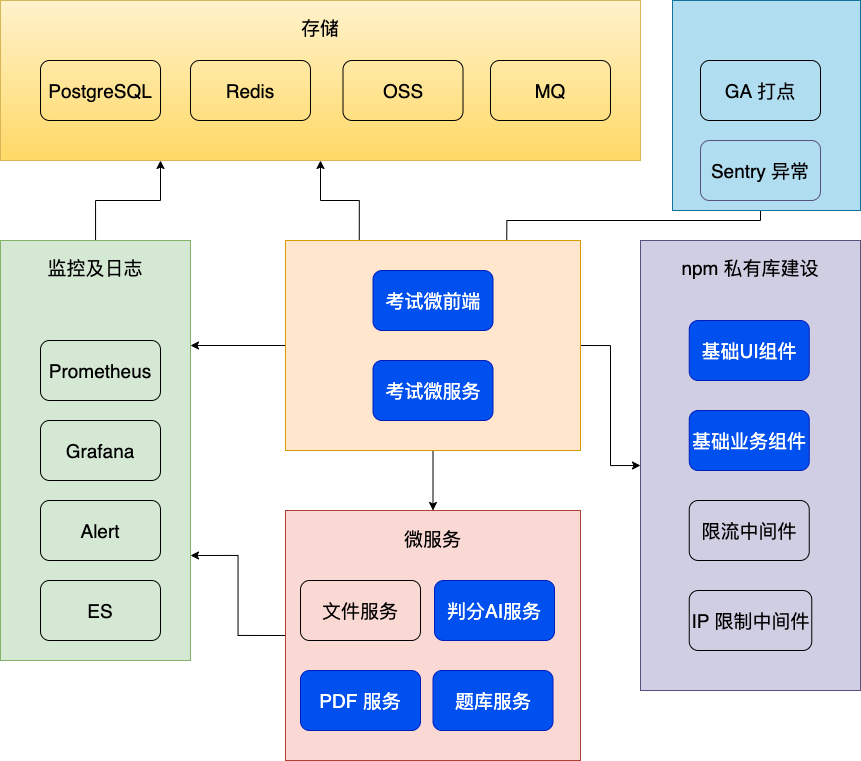 存储
PostgreSQL
Redis
OSS
MQ
GA 打点
Sentry 异常
监控及日志
Prometheus
Grafana
Alert
ES
考试微前端
考试微服务
npm 私有库建设
基础UI组件
基础业务组件
限流中间件
IP 限制中间件
微服务
文件服务
判分AI服务
PDF 服务
题库服务